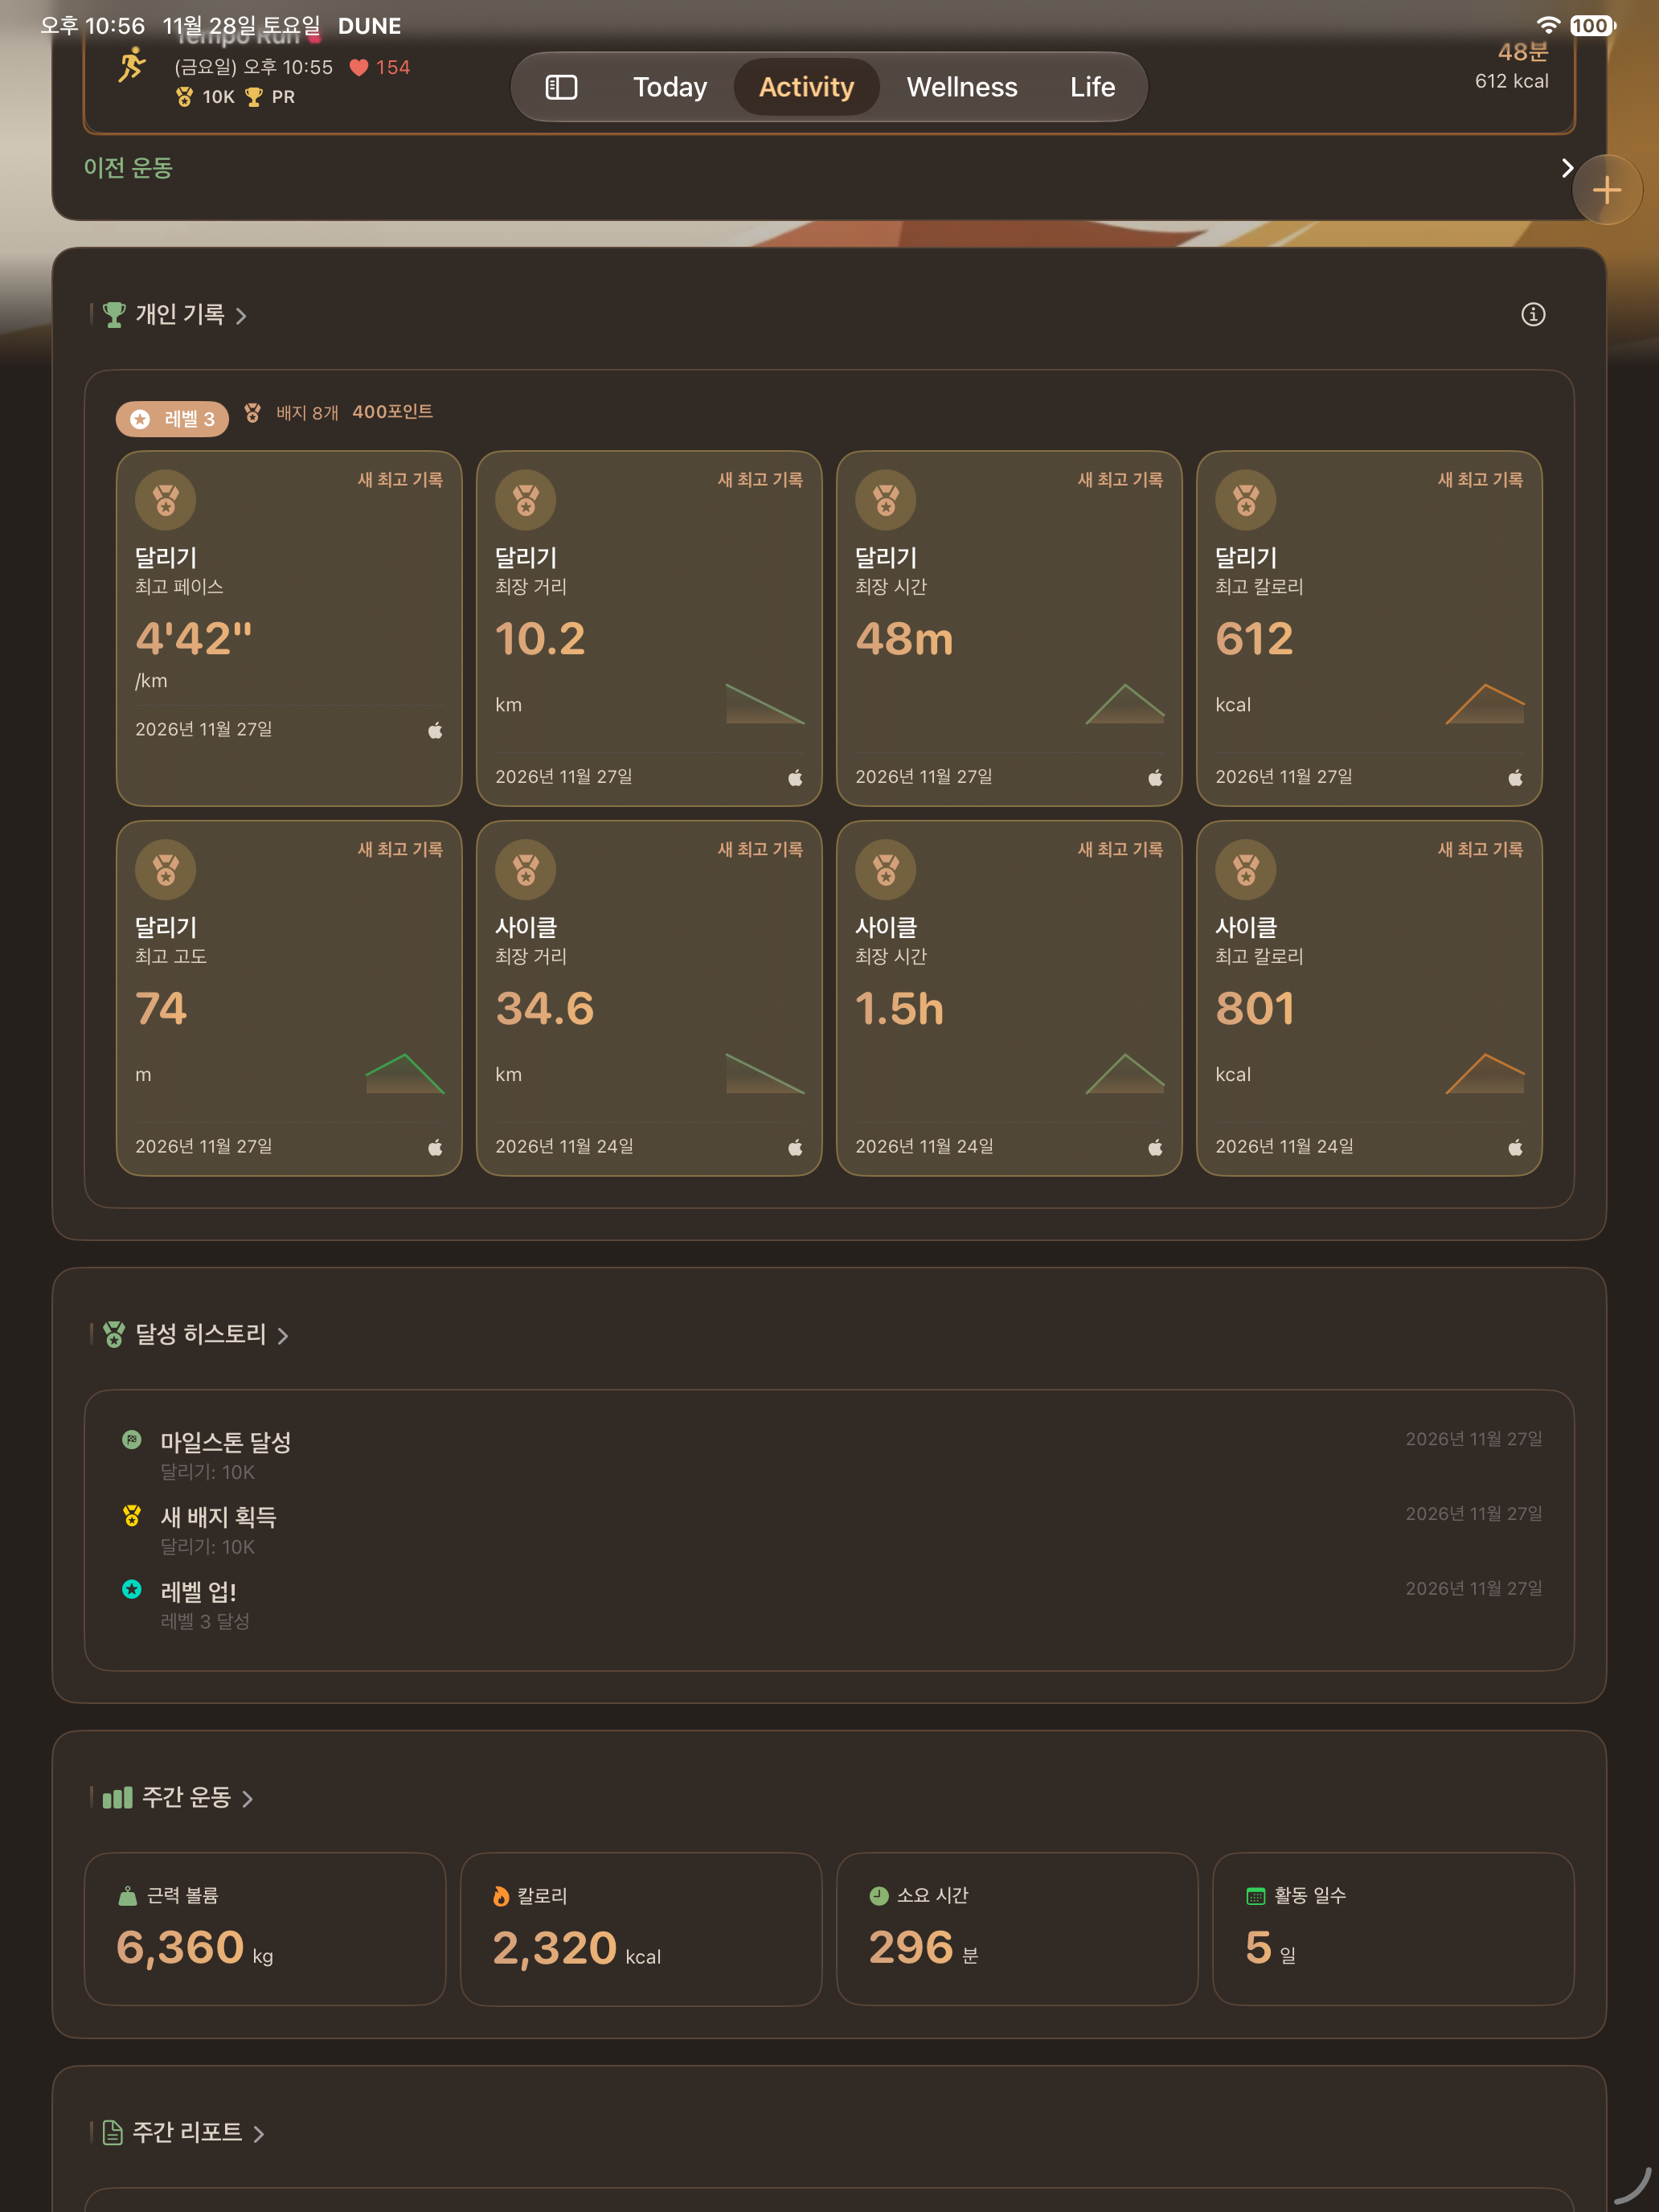 오후 10:56 11월 28일 토요일 DUNE 100
Tempo Run
(금요일) 오후 10:55 154
10K PR
48분
612 kcal
Today Activity Wellness Life
이전 운동
개인 기록
레벨 3 배지 8개 400포인트
새 최고 기록
달리기
최고 페이스
4'42"
/km
2026년 11월 27일
새 최고 기록
달리기
최장 거리
10.2
km
2026년 11월 27일
새 최고 기록
달리기
최장 시간
48m
2026년 11월 27일
새 최고 기록
달리기
최고 칼로리
612
kcal
2026년 11월 27일
새 최고 기록
달리기
최고 고도
74
m
2026년 11월 27일
새 최고 기록
사이클
최장 거리
34.6
km
2026년 11월 24일
새 최고 기록
사이클
최장 시간
1.5h
2026년 11월 24일
새 최고 기록
사이클
최고 칼로리
801
kcal
2026년 11월 24일
달성 히스토리
마일스톤 달성 2026년 11월 27일
달리기: 10K
새 배지 획득 2026년 11월 27일
달리기: 10K
레벨 업! 2026년 11월 27일
레벨 3 달성
주간 운동
근력 볼륨
6,360 kg
칼로리
2,320 kcal
소요 시간
296 분
활동 일수
5 일
주간 리포트